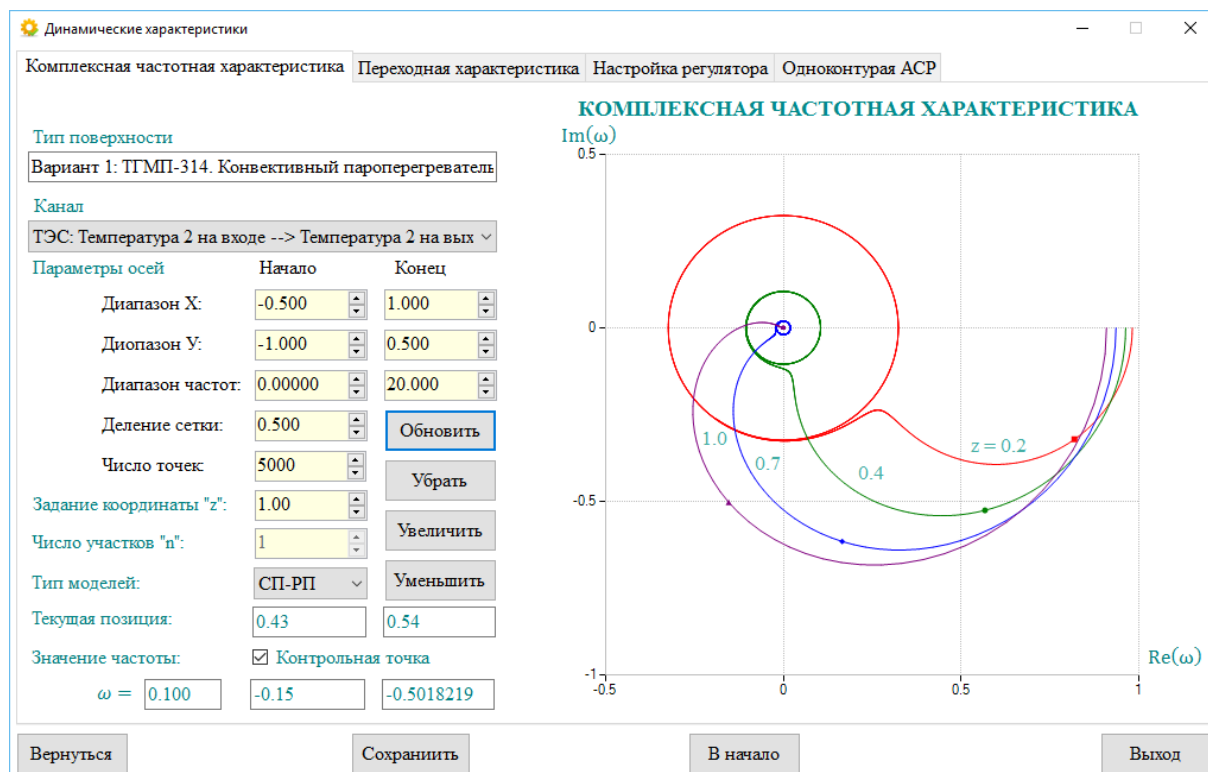 Динамические характеристики
Комплексная частотная характеристика Переходная характеристика Настройка регулятора Одноконтурая АСР
КОМПЛЕКСНАЯ ЧАСТОТНАЯ ХАРАКТЕРИСТИКА
Тип поверхности
Вариант 1: ТГМП-314. Конвективный пароперегреватель
Канал
ТЭС: Температура 2 на входе --> Температура 2 на вых
Параметры осей Начало Конец
Диапазон X: -0.500 1.000
Диопазон У: -1.000 0.500
Диапазон частот: 0.00000 20.000
Деление сетки: 0.500 Обновить
Число точек: 5000 Убрать
Задание координаты "z": 1.00 Увеличить
Число участков "n": 1
Тип моделей: СП-РП Уменьшить
Текущая позиция: 0.43 0.54
Значение частоты: Контрольная точка
ω = 0.100 -0.15 -0.5018219
Im(ω)
0.5
0
-0.5
-1
-0.5 0 0.5 1
Re(ω)
1.0
0.7
0.4
z = 0.2
Вернуться Сохраниить В начало Выход